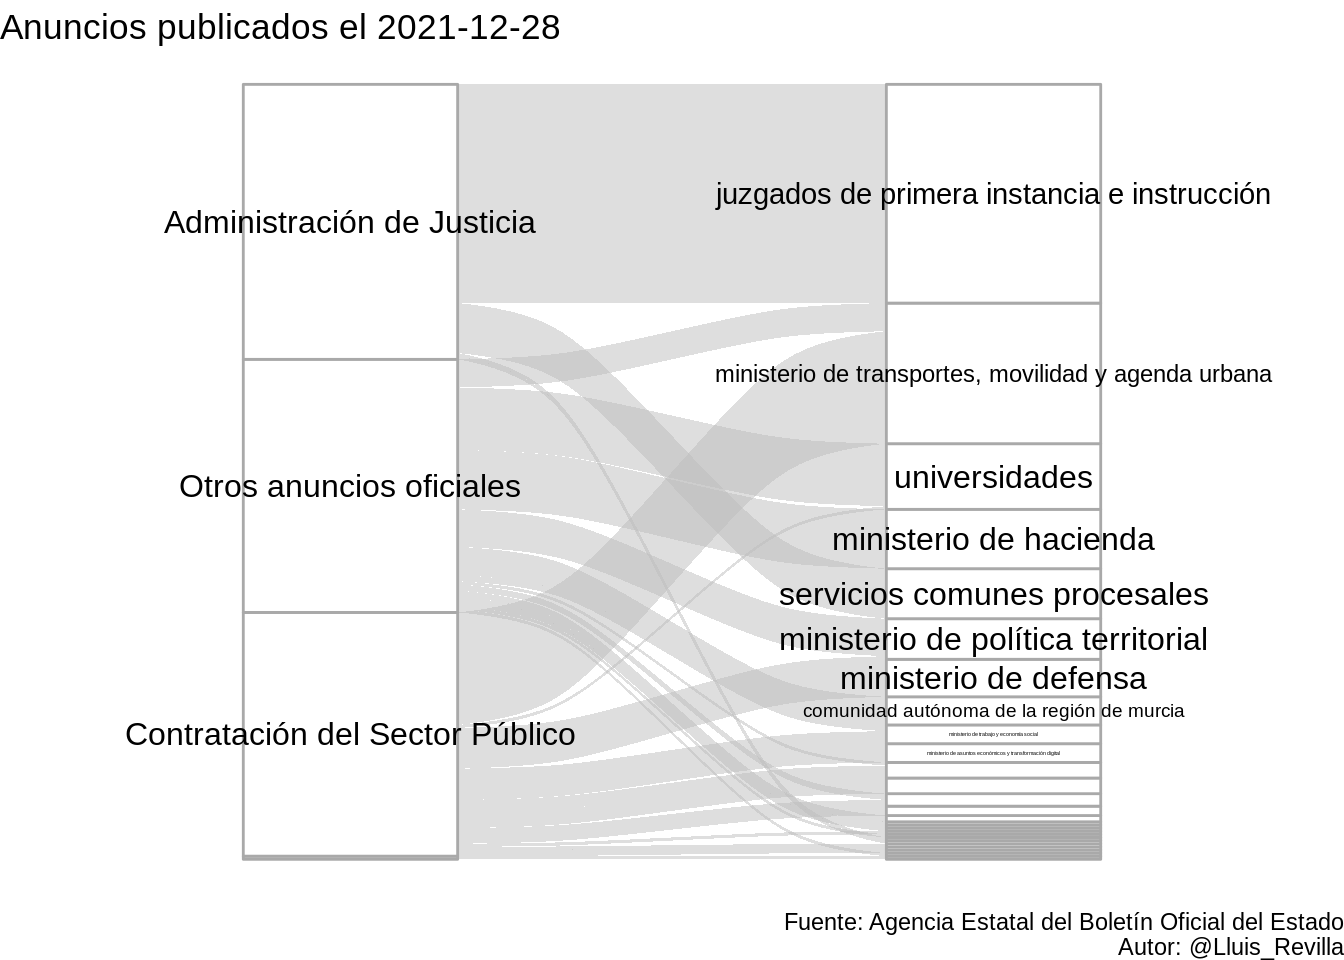 Anuncios publicados el 2021-12-28
Administración de Justicia
Otros anuncios oficiales
Contratación del Sector Público
juzgados de primera instancia e instrucción
ministerio de transportes, movilidad y agenda urbana
universidades
ministerio de hacienda
servicios comunes procesales
ministerio de política territorial
ministerio de defensa
comunidad autónoma de la región de murcia
ministerio de trabajo y economia social
ministerio de asuntos económicos y transformación digital
Fuente: Agencia Estatal del Boletín Oficial del Estado
Autor: @Lluis_Revilla